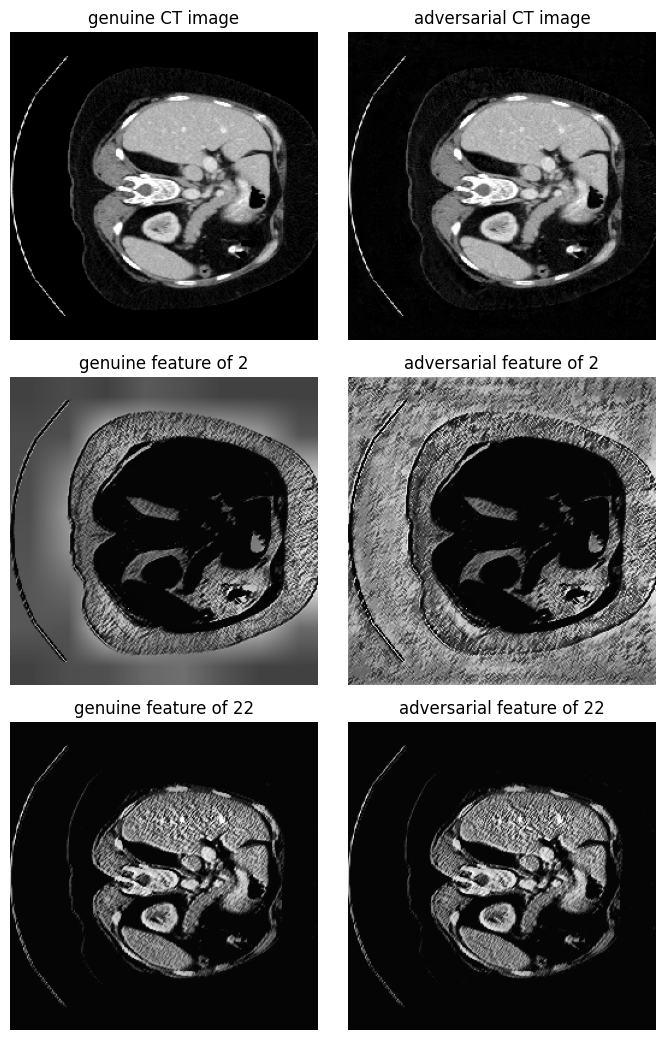 genuine CT image
adversarial CT image
genuine feature of 2
adversarial feature of 2
genuine feature of 22
adversarial feature of 22